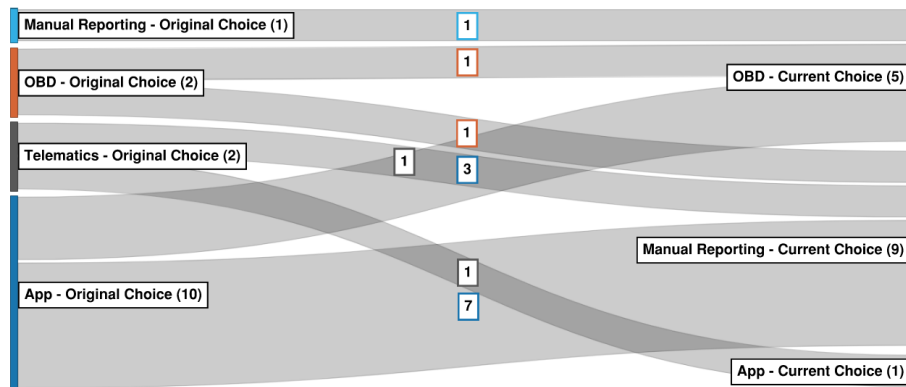 Manual Reporting - Original Choice (1)
1
1
OBD - Original Choice (2)
OBD - Current Choice (5)
1
Telematics - Original Choice (2)
1
3
Manual Reporting - Current Choice (9)
1
App - Original Choice (10)
7
App - Current Choice (1)